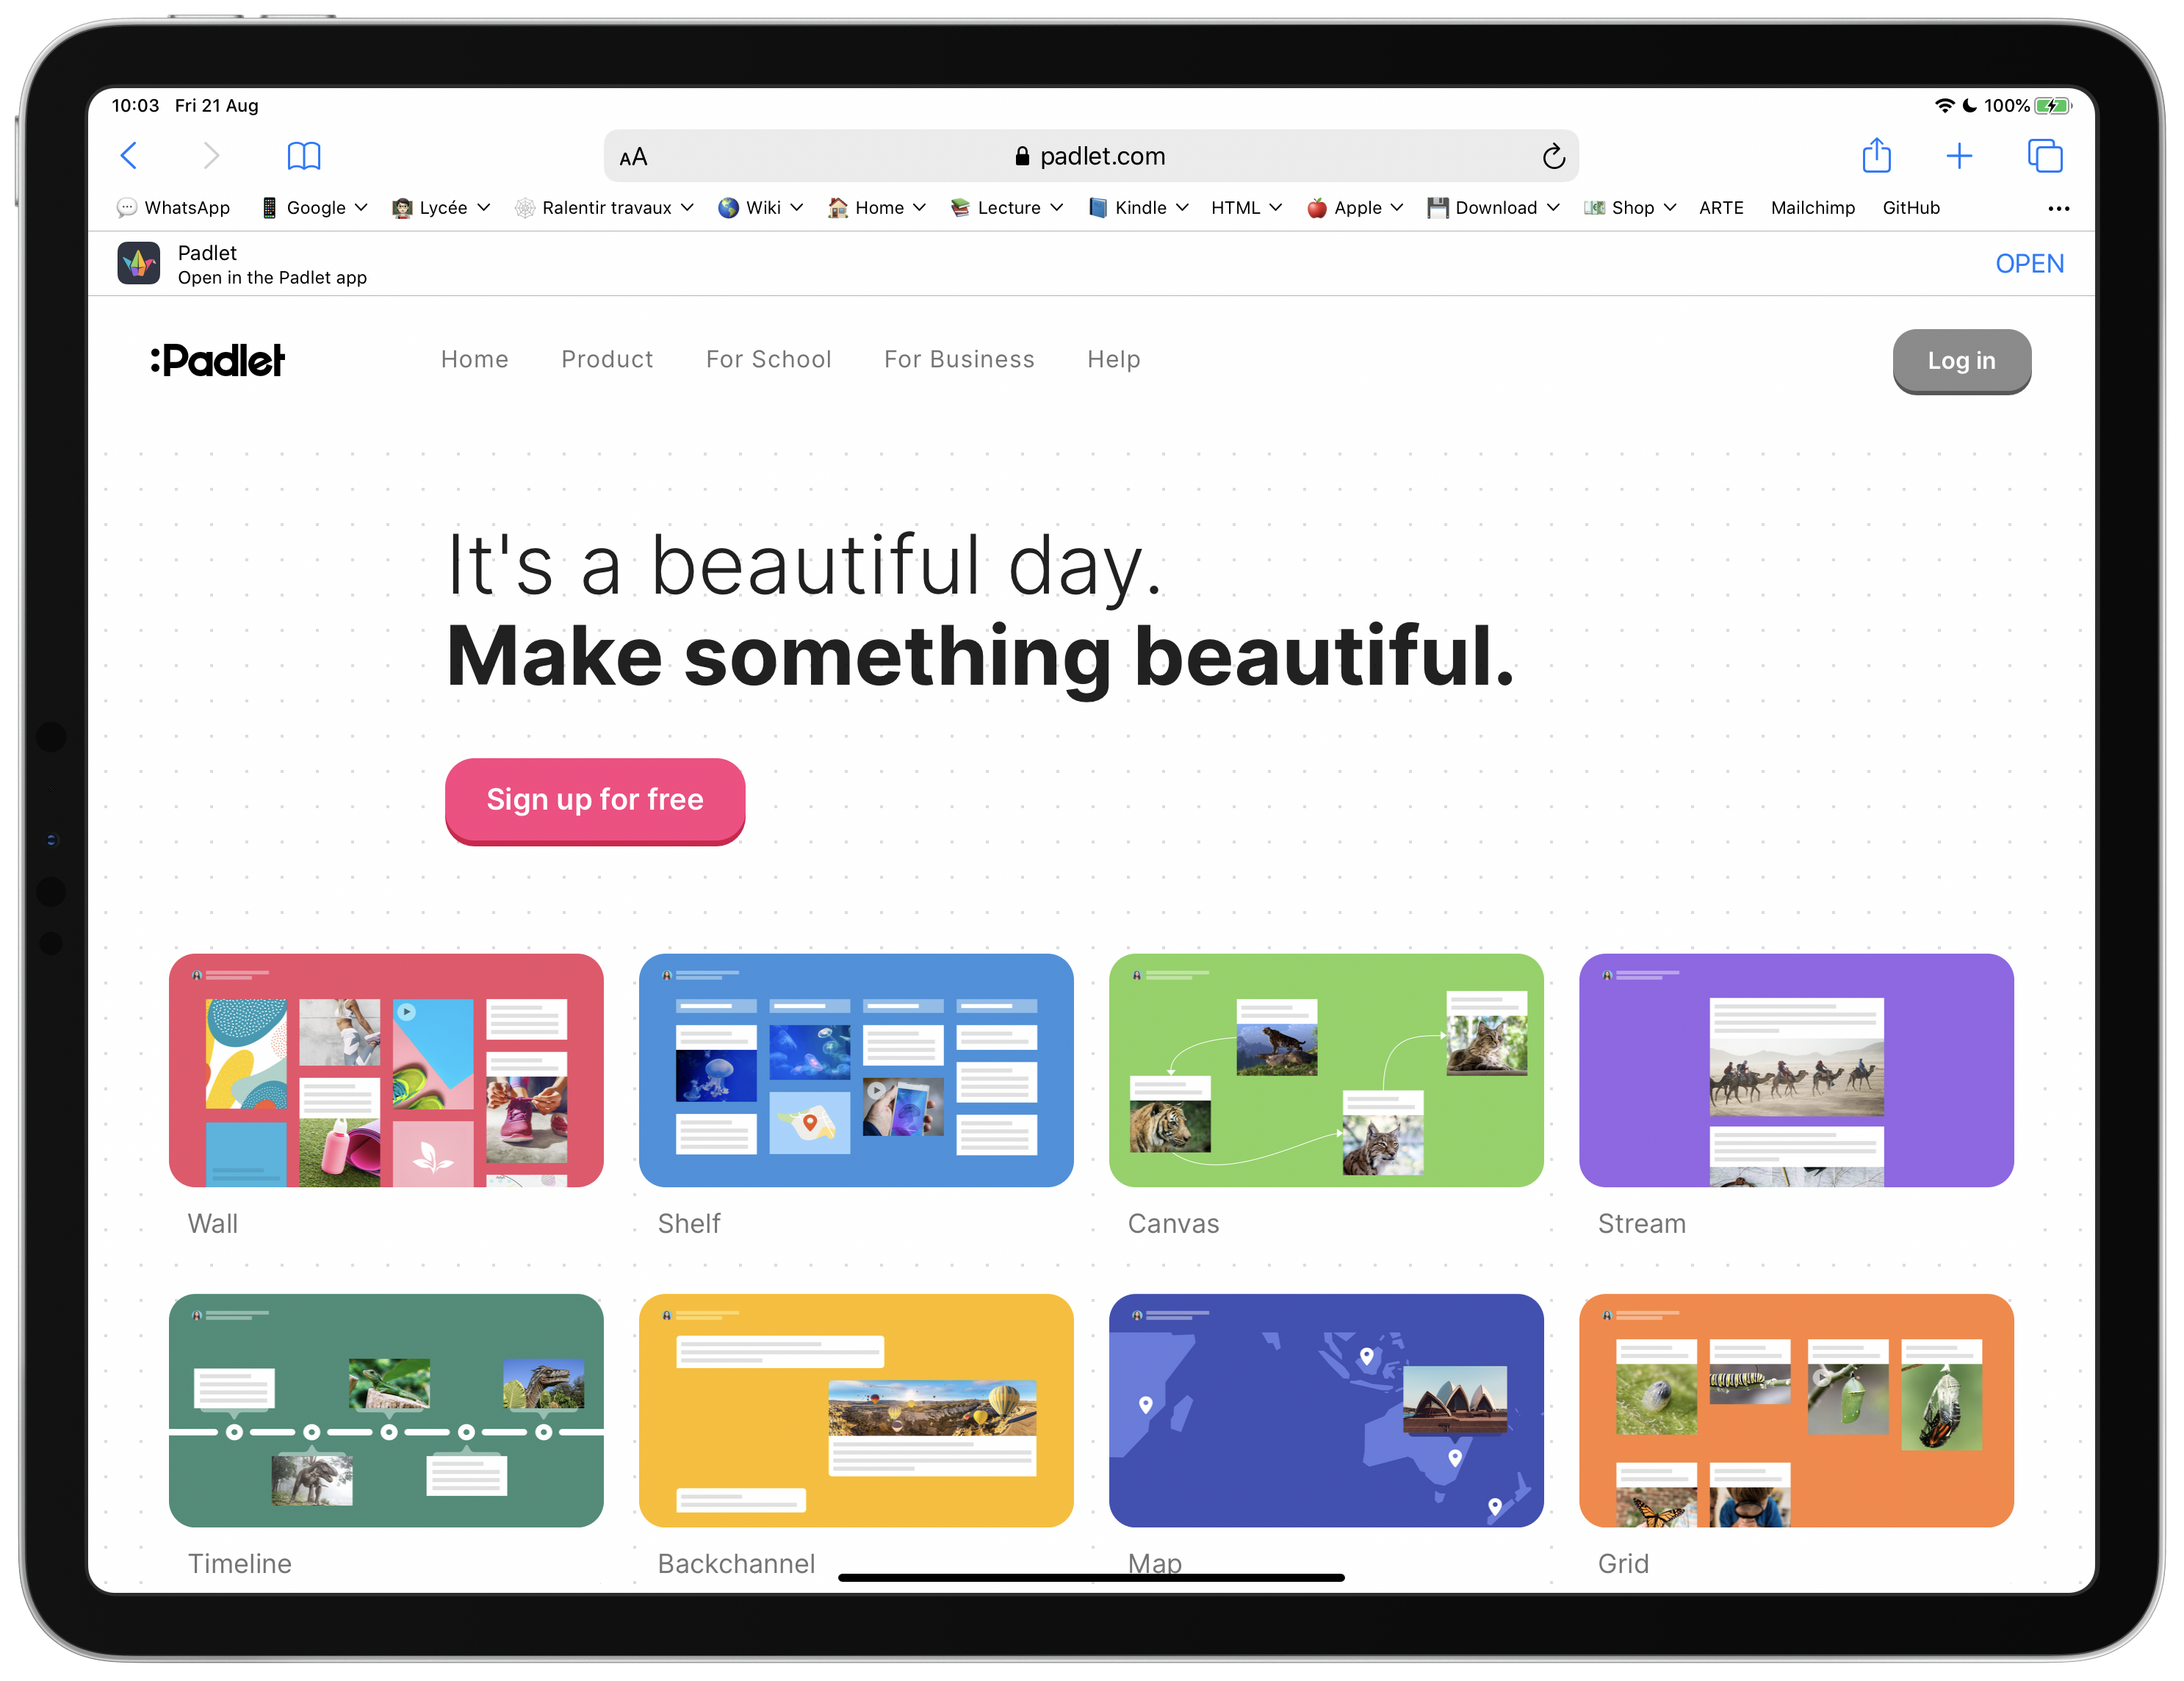 10:03 Fri 21 Aug 100%
AA padlet.com
WhatsApp Google Lycée Ralentir travaux Wiki Home Lecture Kindle HTML Apple Download Shop ARTE Mailchimp GitHub
Padlet
Open in the Padlet app
OPEN
:Padlet Home Product For School For Business Help Log in
It's a beautiful day.
Make something beautiful.
Sign up for free
Wall Shelf Canvas Stream
Timeline Backchannel Map Grid